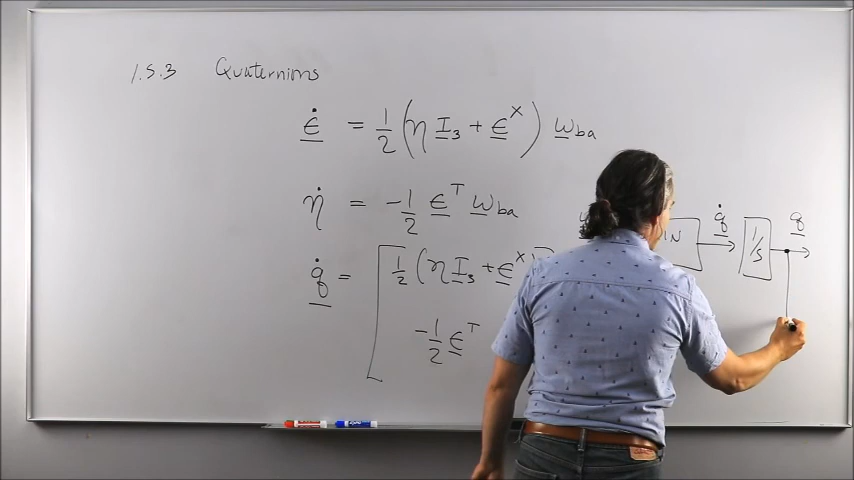 1.5.3 Quaternions
ϵ̇ = 1/2 (η I₃ + ϵ^×) ω_ba
η̇ = -1/2 ϵ^T ω_ba
q̇ = [ 1/2 (η I₃ + ϵ^×)
-1/2 ϵ^T
q̇ 1/s q